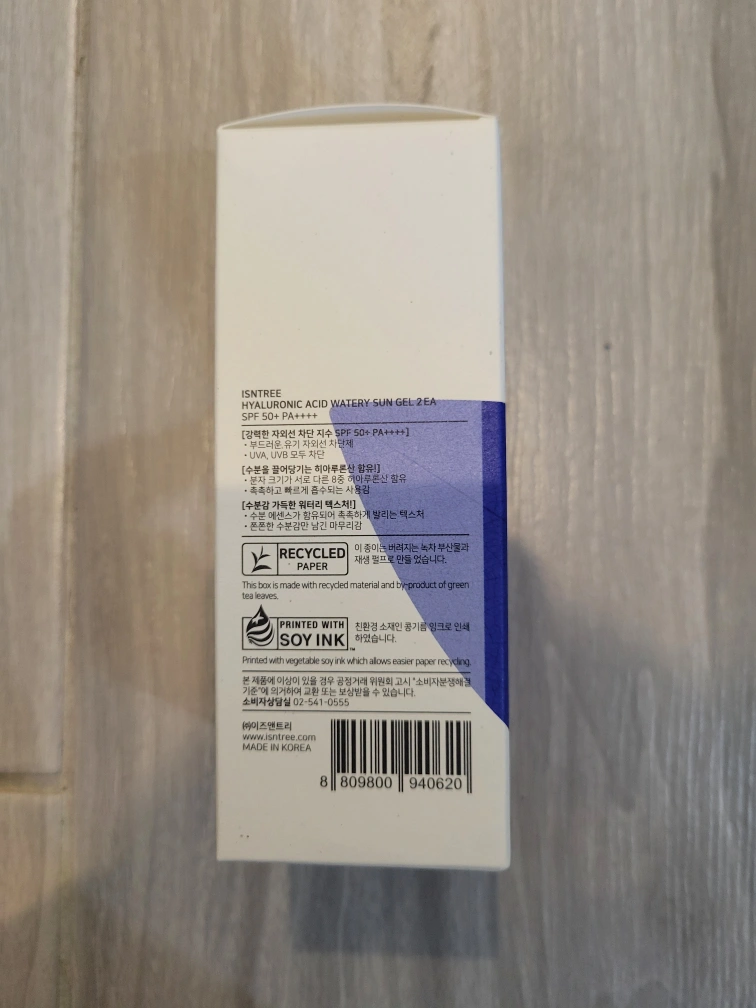 ISNTREE
HYALURONIC ACID WATERY SUN GEL 2 EA
SPF 50+ PA++++
[강력한 자외선 차단 지수 SPF 50+ PA++++]
• 부드러운 유기 자외선 차단제
• UVA, UVB 모두 차단
[수분을 끌어당기는 히아루론산 함유!]
• 분자 크기가 서로 다른 8중 히아루론산 함유
• 촉촉하고 빠르게 흡수되는 사용감
[수분감 가득한 워터리 텍스처!]
• 수분 에센스가 함유되어 촉촉하게 발리는 텍스처
• 쫀쫀한 수분감만 남긴 마무리감
RECYCLED
PAPER
이 종이는 버려지는 녹차 부산물과
재생 펄프로 만들 었습니다.
This box is made with recycled material and by-product of green
tea leaves.
PRINTED WITH
SOY INK™
친환경 소재인 콩기름 잉크로 인쇄
하였습니다.
Printed with vegetable soy ink which allows easier paper recycling.
본 제품에 이상이 있을 경우 공정거래 위원회 고시 "소비자분쟁해결
기준"에 의거하여 교환 또는 보상받을 수 있습니다.
소비자상담실 02-541-0555
㈜이즈앤트리
www.isntree.com
MADE IN KOREA
8 809800 940620